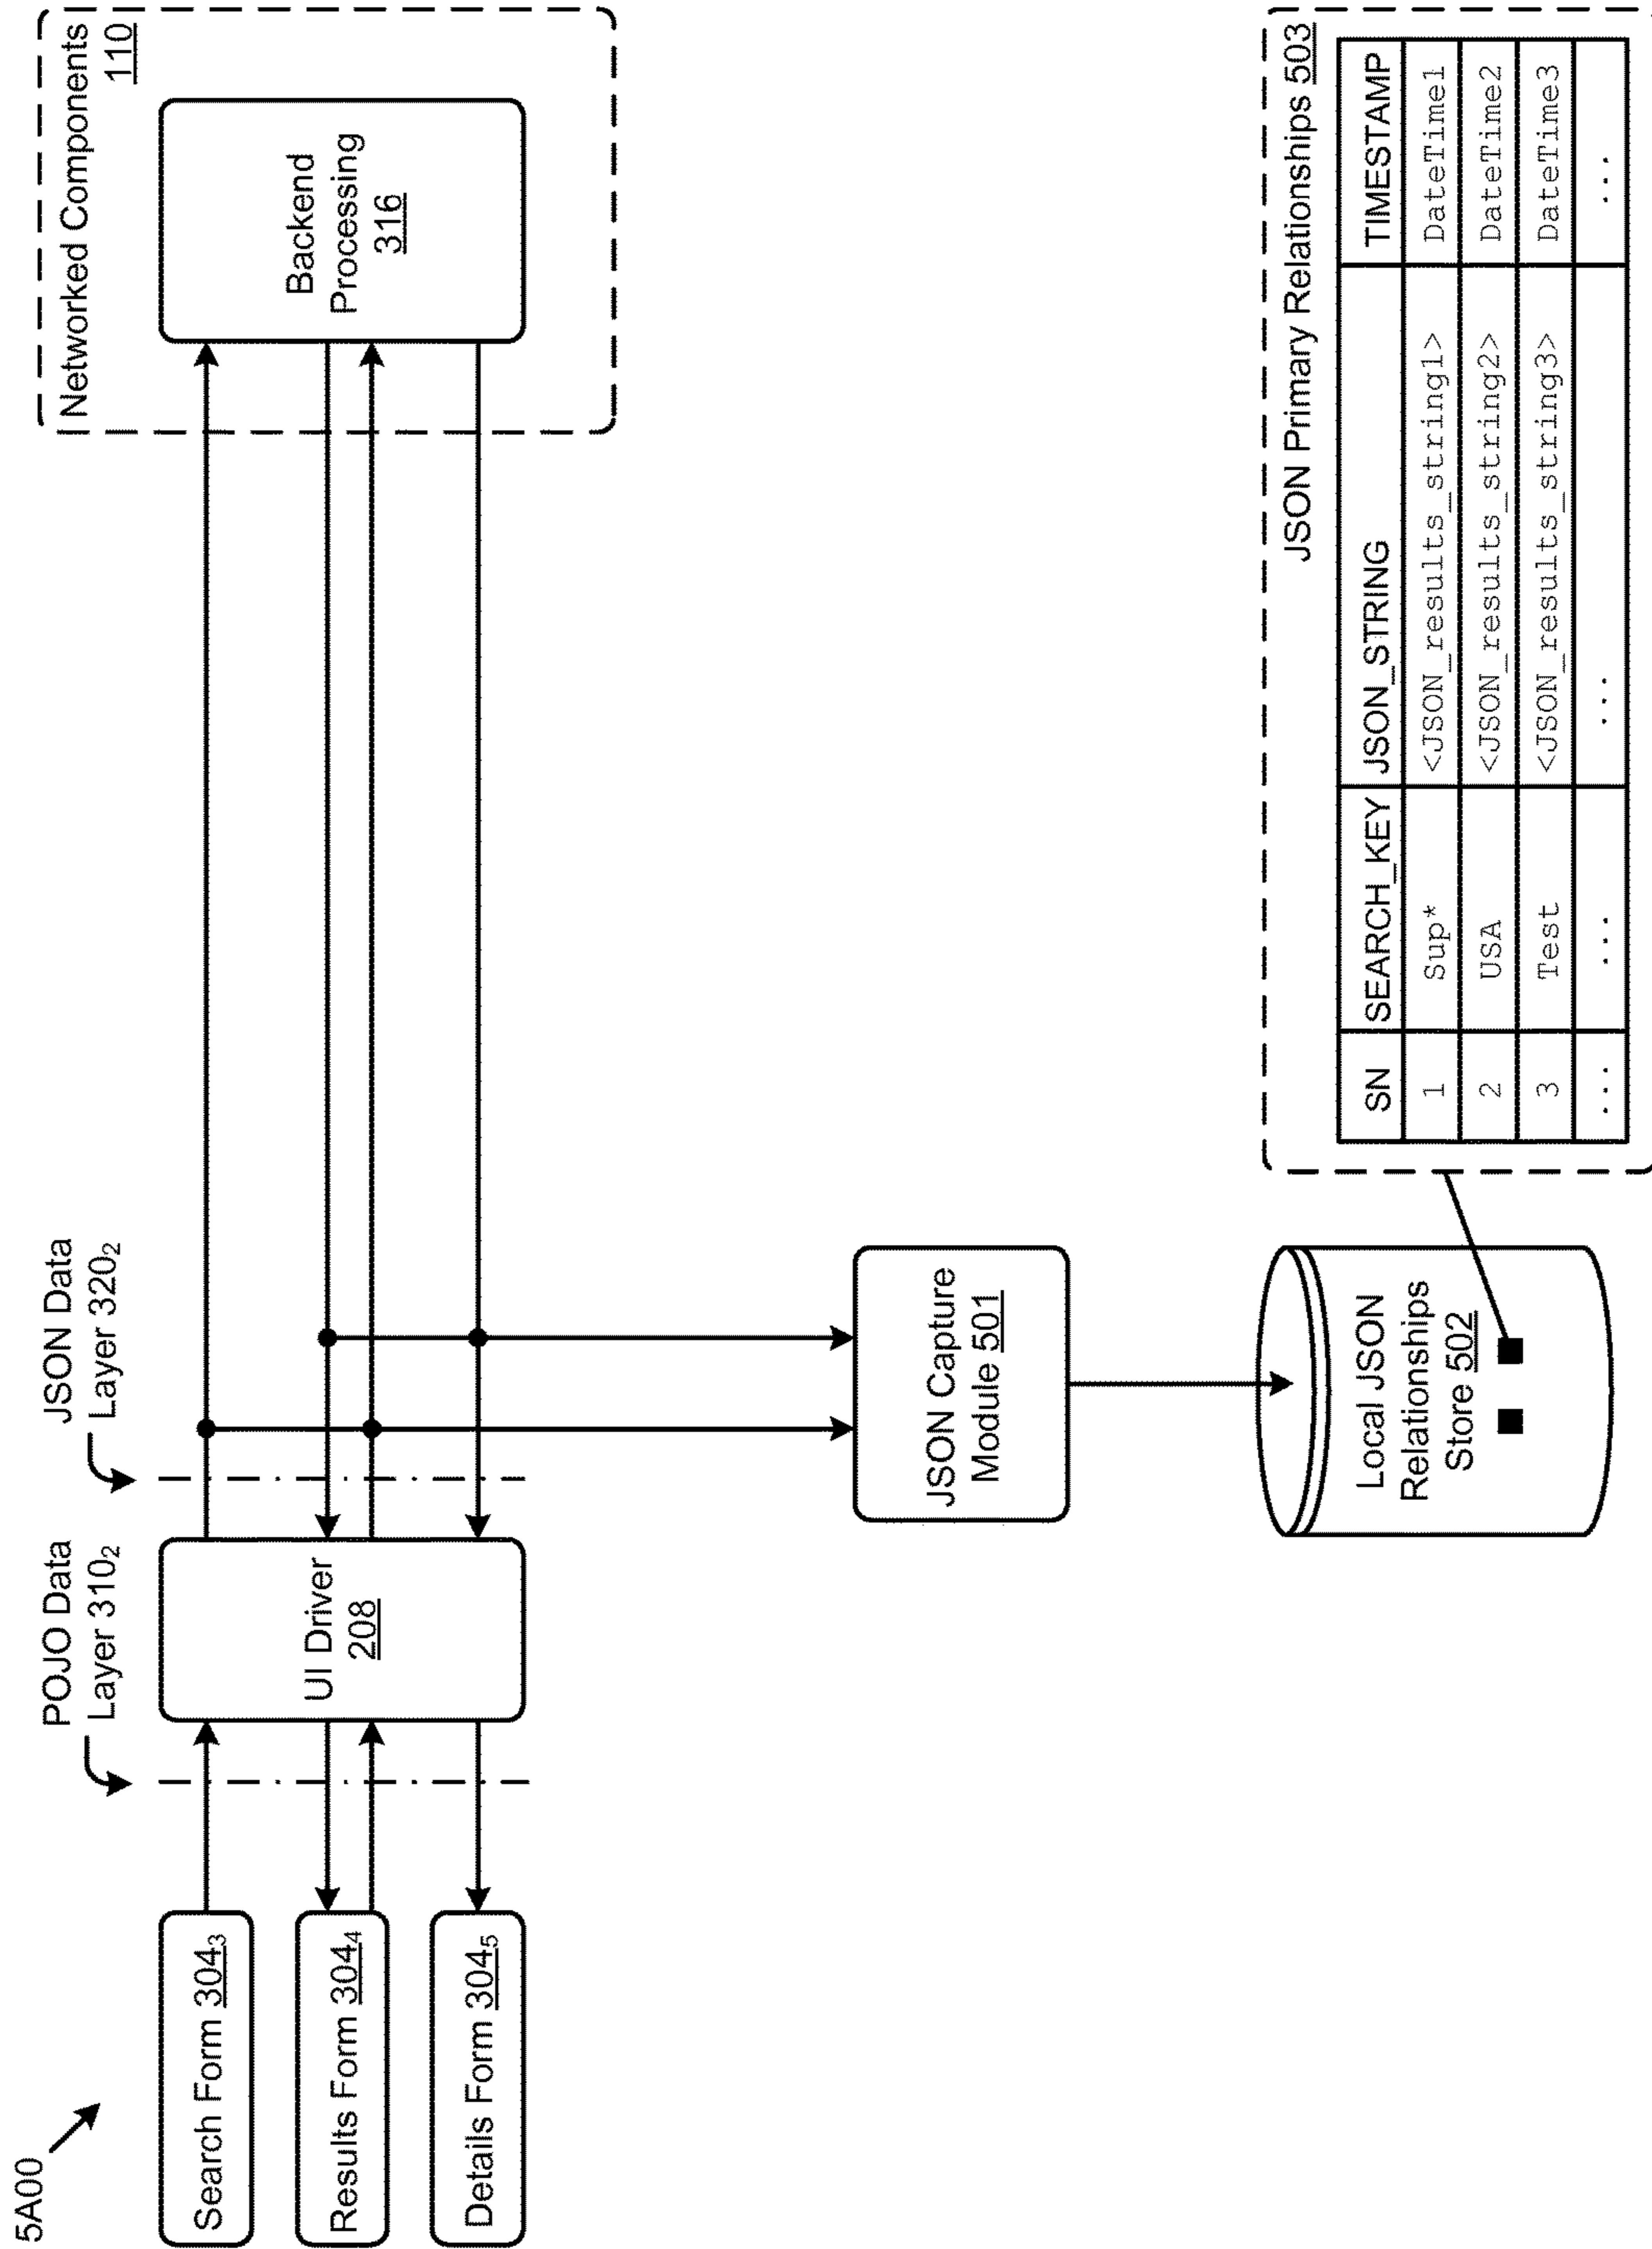 5A00
POJO Data
Layer 310₂
JSON Data
Layer 320₂
Networked Components
110
Search Form 304₃
Results Form 304₄
Details Form 304₅
UI Driver
208
Backend
Processing
316
JSON Capture
Module 501
Local JSON
Relationships
Store 502
JSON Primary Relationships 503
SN SEARCH_KEY JSON_STRING TIMESTAMP
1 Sup* <JSON_results_string1> DateTime1
2 USA <JSON_results_string2> DateTime2
3 Test <JSON_results_string3> DateTime3
... ... ... ...